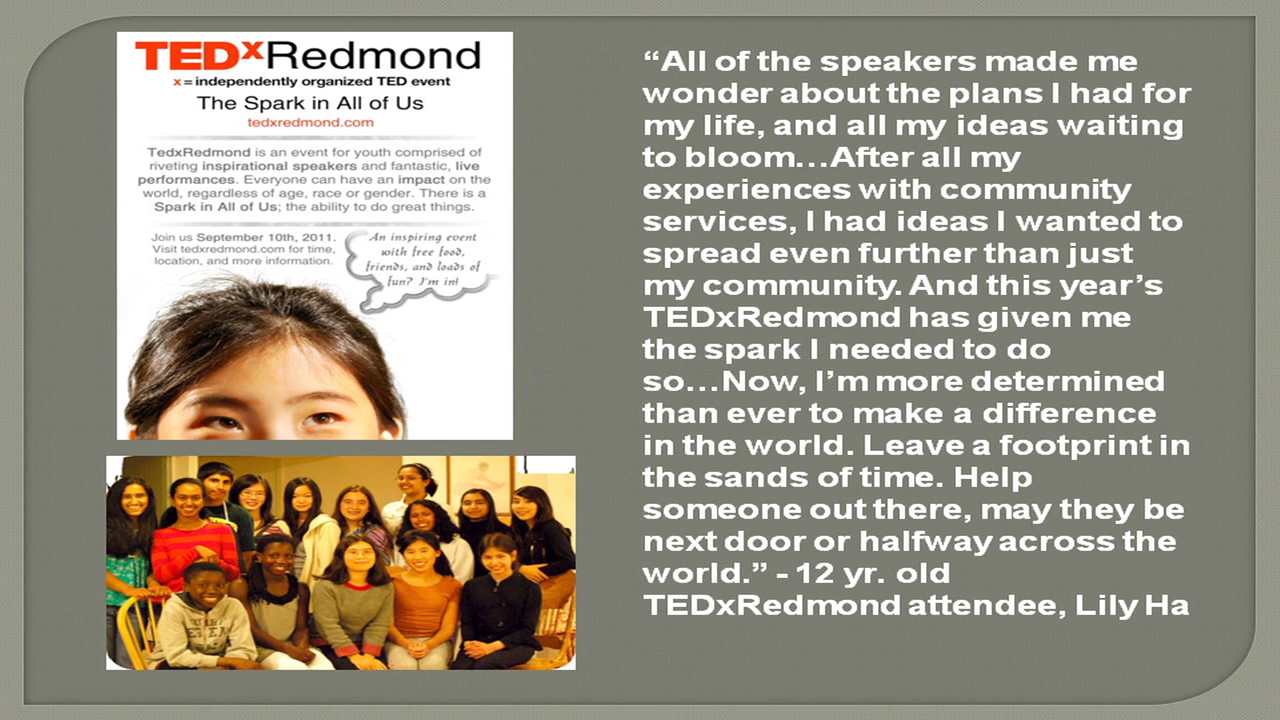 TEDxRedmond
x = independently organized TED event
The Spark in All of Us
tedxredmond.com
TedxRedmond is an event for youth comprised of
riveting inspirational speakers and fantastic, live
performances. Everyone can have an impact on the
world, regardless of age, race or gender. There is a
Spark in All of Us; the ability to do great things.
Join us September 10th, 2011.
Visit tedxredmond.com for time,
location, and more information.
An inspiring event
with free food,
friends, and loads of
fun? I'm in!
“All of the speakers made me
wonder about the plans I had for
my life, and all my ideas waiting
to bloom…After all my
experiences with community
services, I had ideas I wanted to
spread even further than just
my community. And this year’s
TEDxRedmond has given me
the spark I needed to do
so…Now, I’m more determined
than ever to make a difference
in the world. Leave a footprint in
the sands of time. Help
someone out there, may they be
next door or halfway across the
world.” - 12 yr. old
TEDxRedmond attendee, Lily Ha